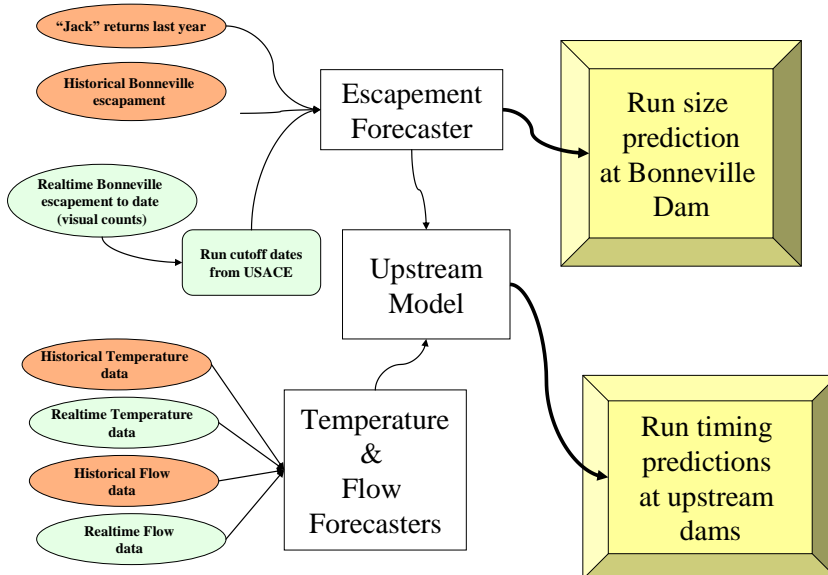 “Jack” returns last year
Historical Bonneville
escapament
Escapement
Forecaster
Run size
prediction
at Bonneville
Dam
Realtime Bonneville
escapement to date
(visual counts)
Run cutoff dates
from USACE
Upstream
Model
Historical Temperature
data
Realtime Temperature
data
Historical Flow
data
Realtime Flow
data
Temperature
&
Flow
Forecasters
Run timing
predictions
at upstream
dams